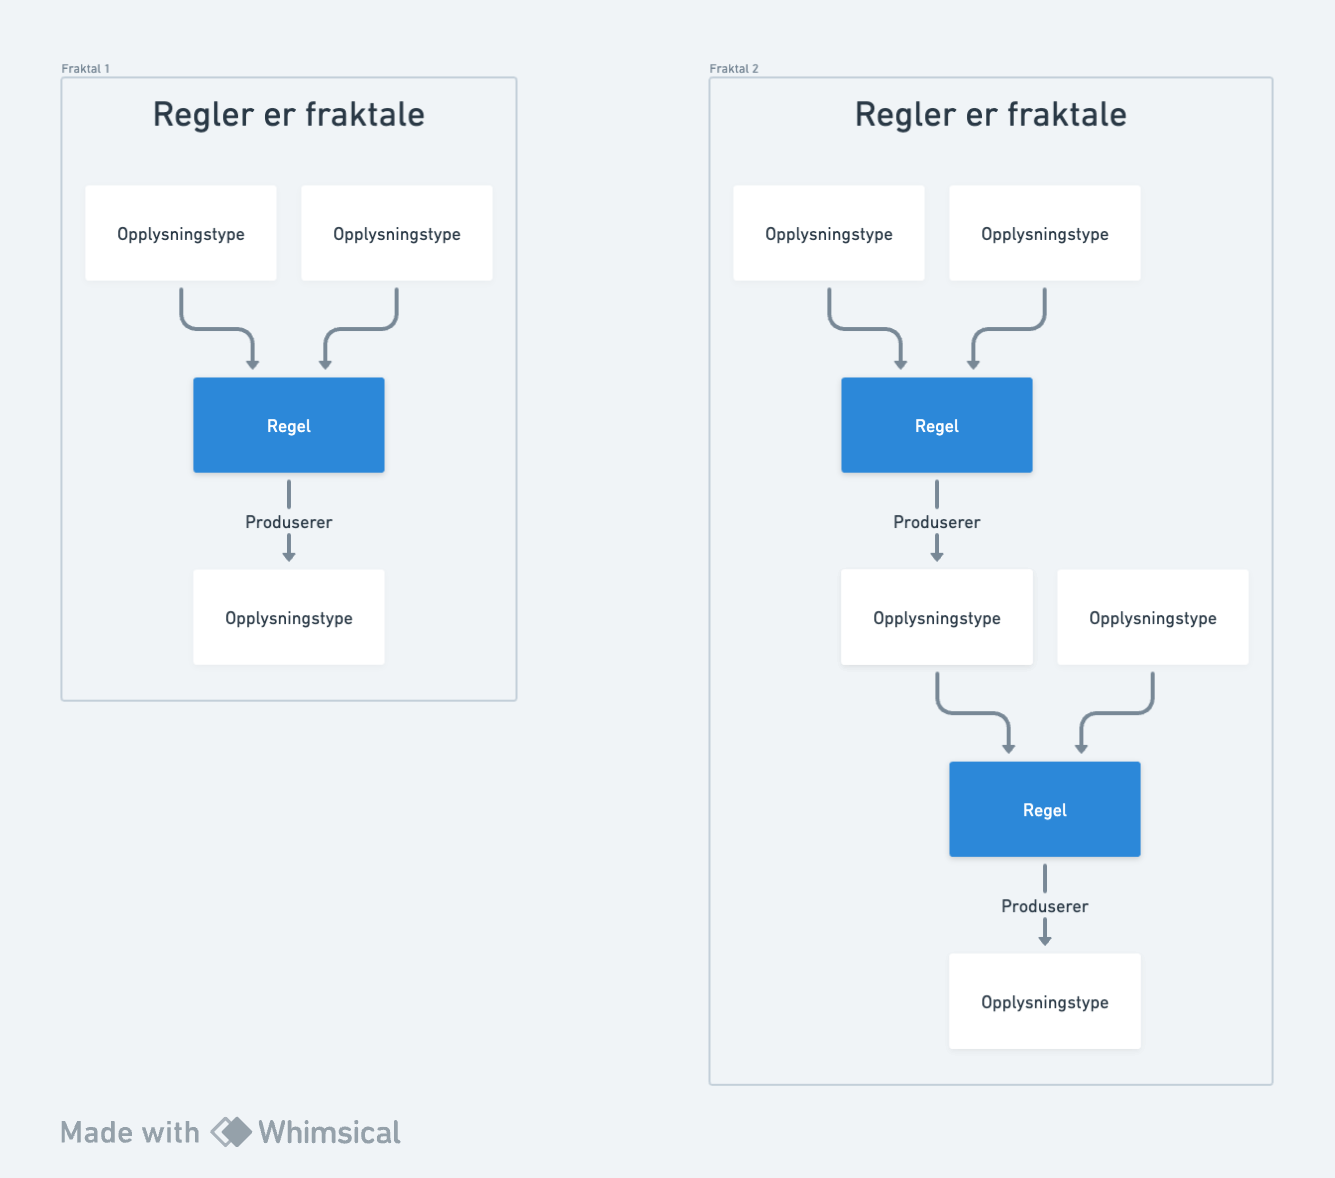 Fraktal 1
Regler er fraktale
Opplysningstype
Opplysningstype
Regel
Produserer
Opplysningstype
Fraktal 2
Regler er fraktale
Opplysningstype
Opplysningstype
Regel
Produserer
Opplysningstype
Opplysningstype
Regel
Produserer
Opplysningstype
Made with Whimsical